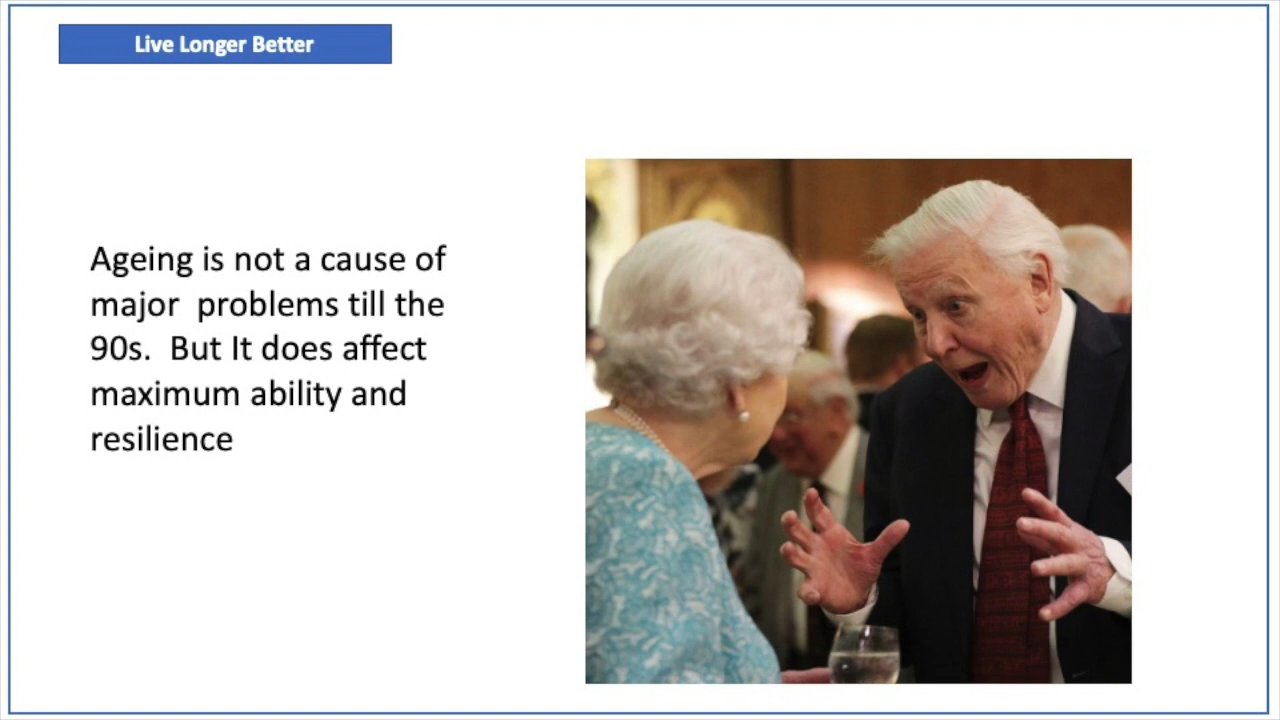 Live Longer Better
Ageing is not a cause of
major  problems till the
90s.  But It does affect
maximum ability and
resilience